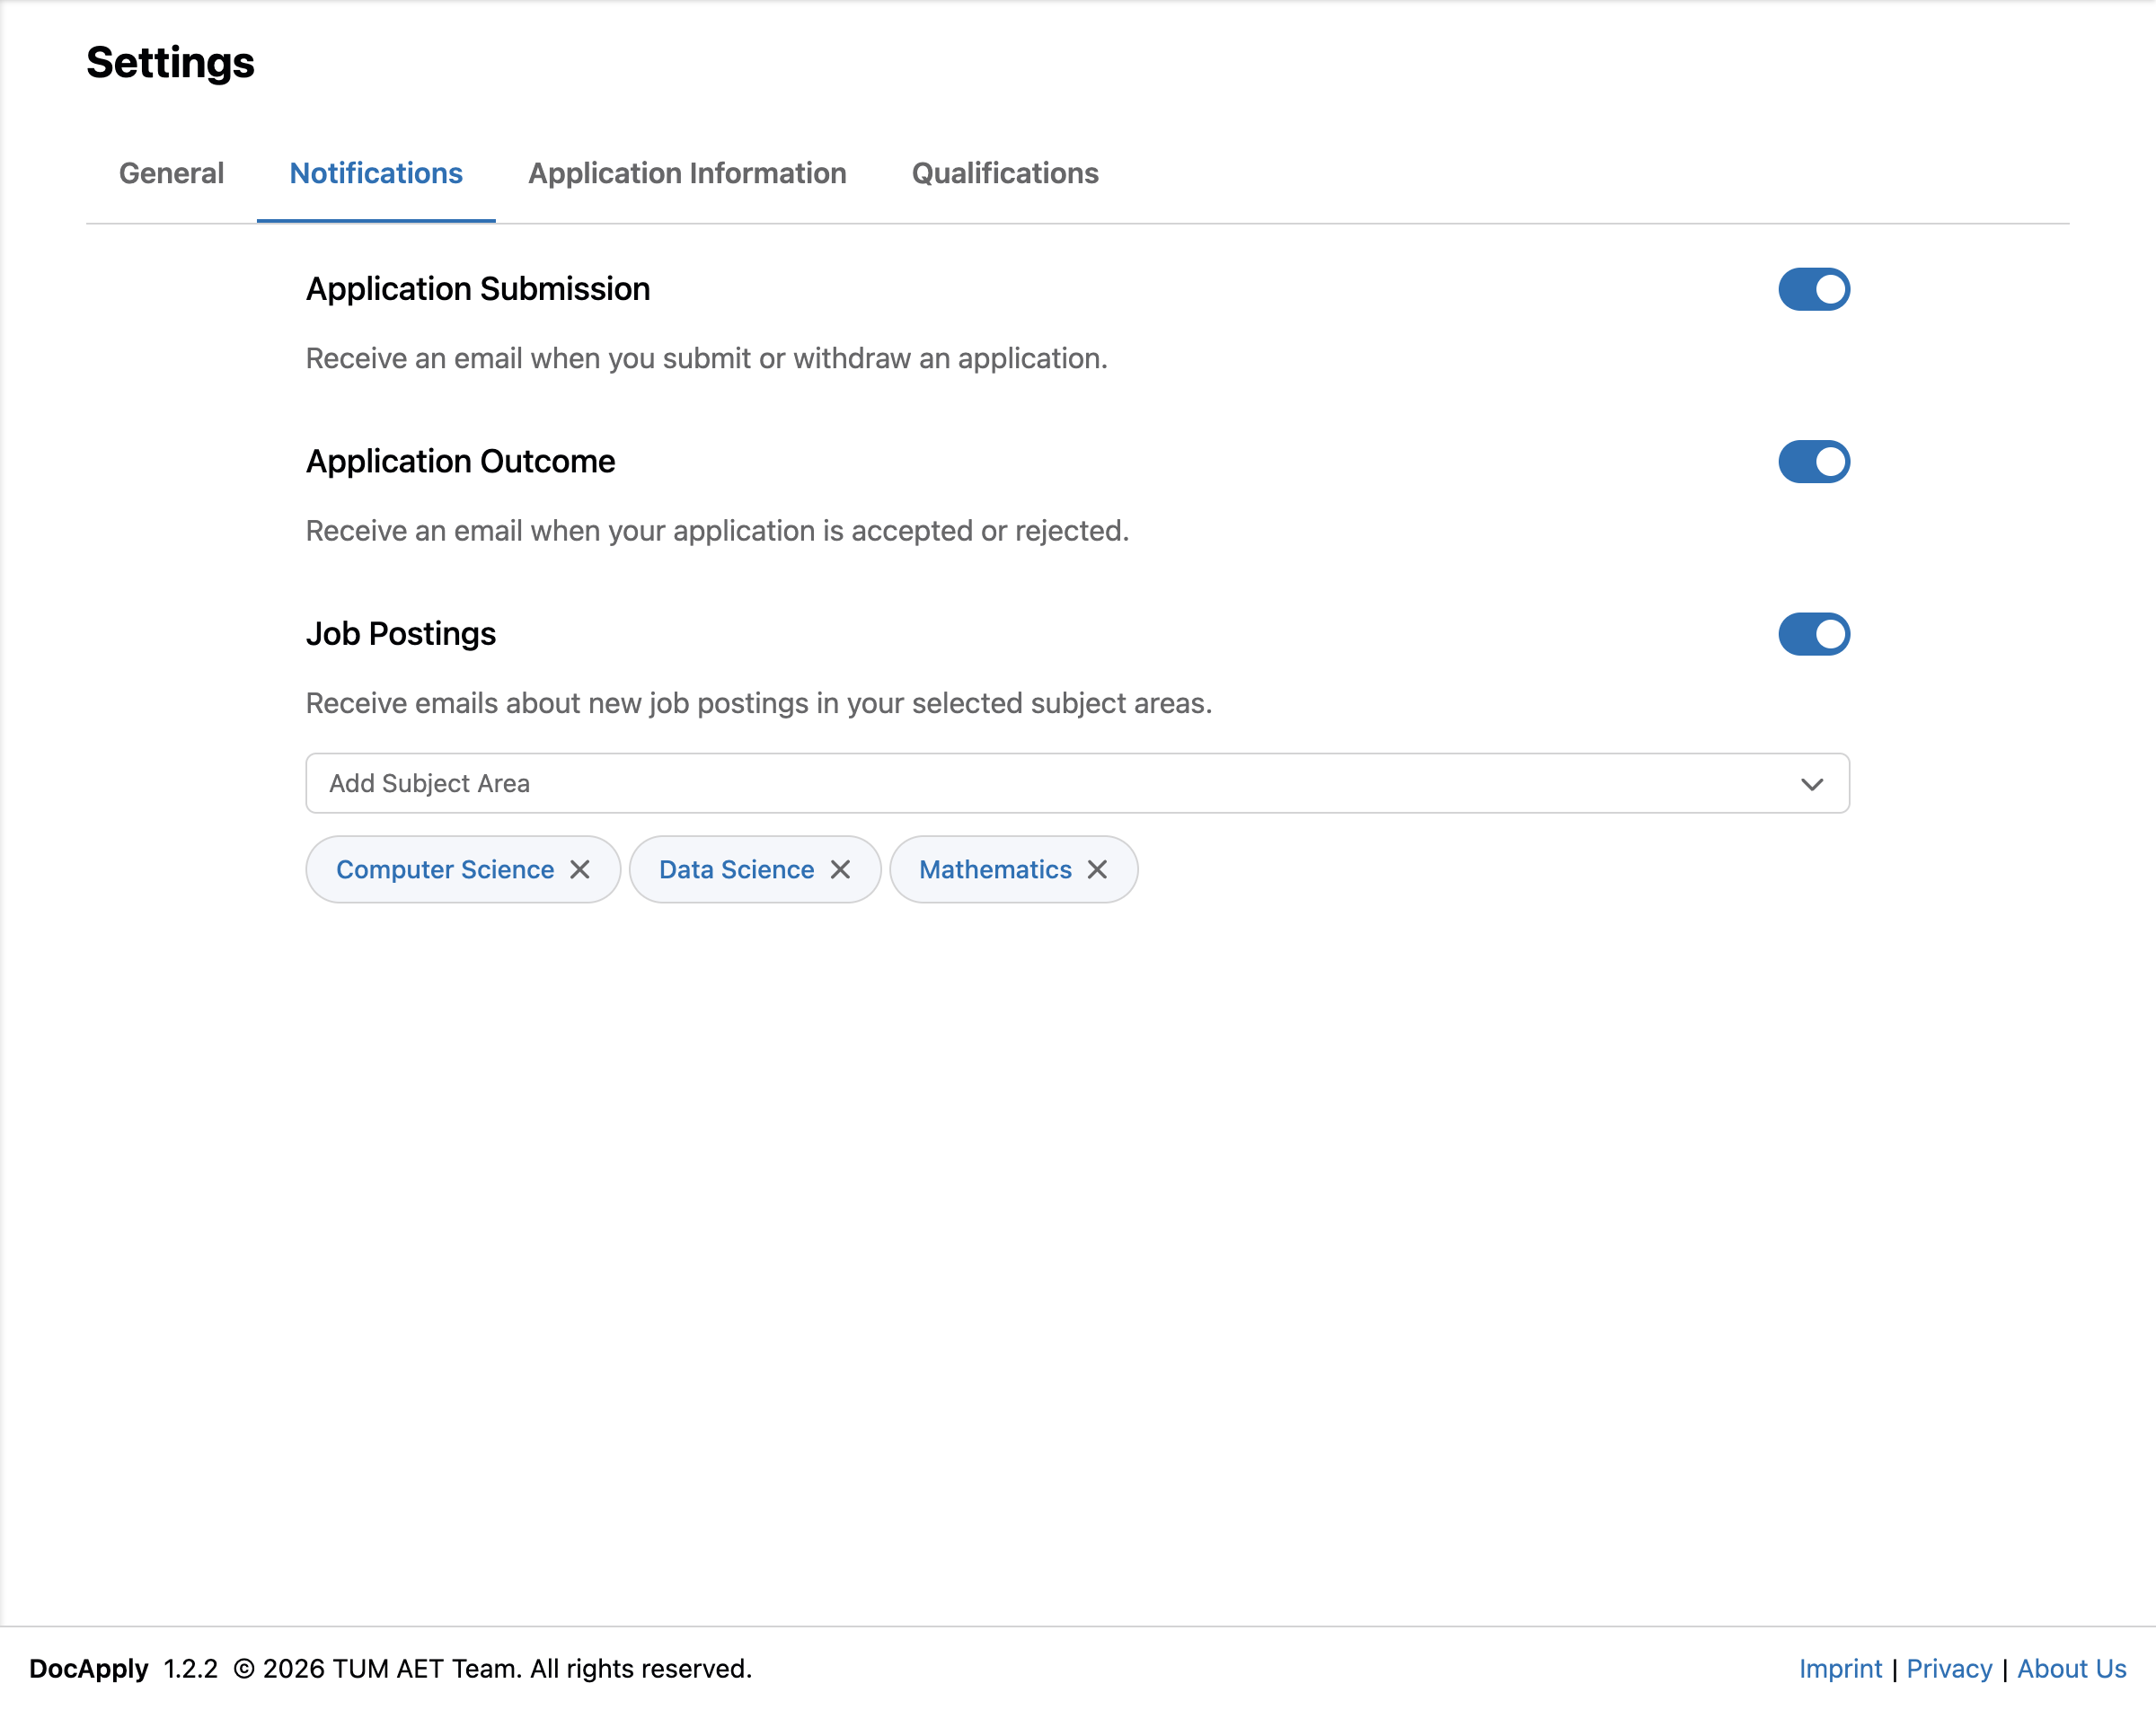 Settings
General Notifications Application Information Qualifications
Application Submission
Receive an email when you submit or withdraw an application.
Application Outcome
Receive an email when your application is accepted or rejected.
Job Postings
Receive emails about new job postings in your selected subject areas.
Add Subject Area
Computer Science Data Science Mathematics
DocApply 1.2.2 © 2026 TUM AET Team. All rights reserved. Imprint | Privacy | About Us